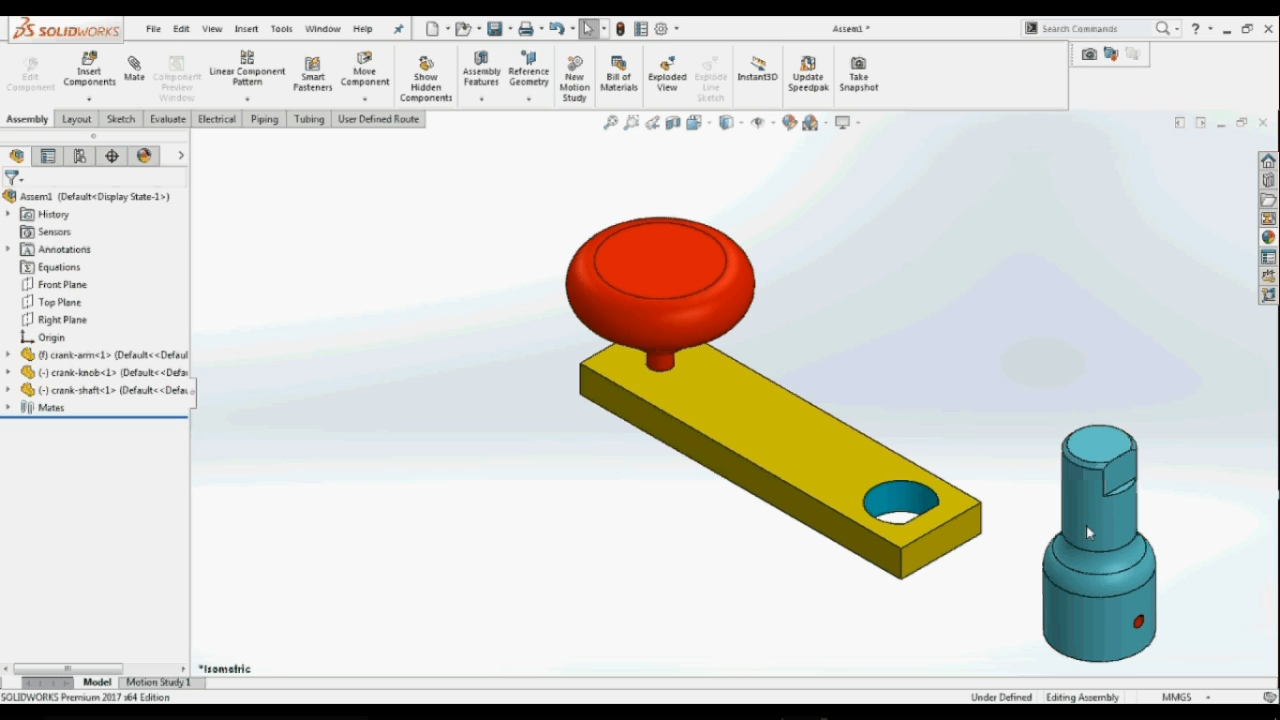 SOLIDWORKS
File Edit View Insert Tools Window Help
Assem1 *
Search Commands
Edit Component
Insert Components
Mate
Component Preview Window
Linear Component Pattern
Smart Fasteners
Move Component
Show Hidden Components
Assembly Features
Reference Geometry
New Motion Study
Bill of Materials
Exploded View
Explode Line Sketch
Instant3D
Update Speedpak
Take Snapshot
Assembly Layout Sketch Evaluate Electrical Piping Tubing User Defined Route
Assem1 (Default<Display State-1>)
History
Sensors
Annotations
Equations
Front Plane
Top Plane
Right Plane
Origin
(f) crank-arm<1> (Default<<Defaul
(-) crank-knob<1> (Default<<Defa
(-) crank-shaft<1> (Default<<Defa
Mates
*Isometric
Model Motion Study 1
SOLIDWORKS Premium 2017 x64 Edition
Under Defined Editing Assembly MMGS